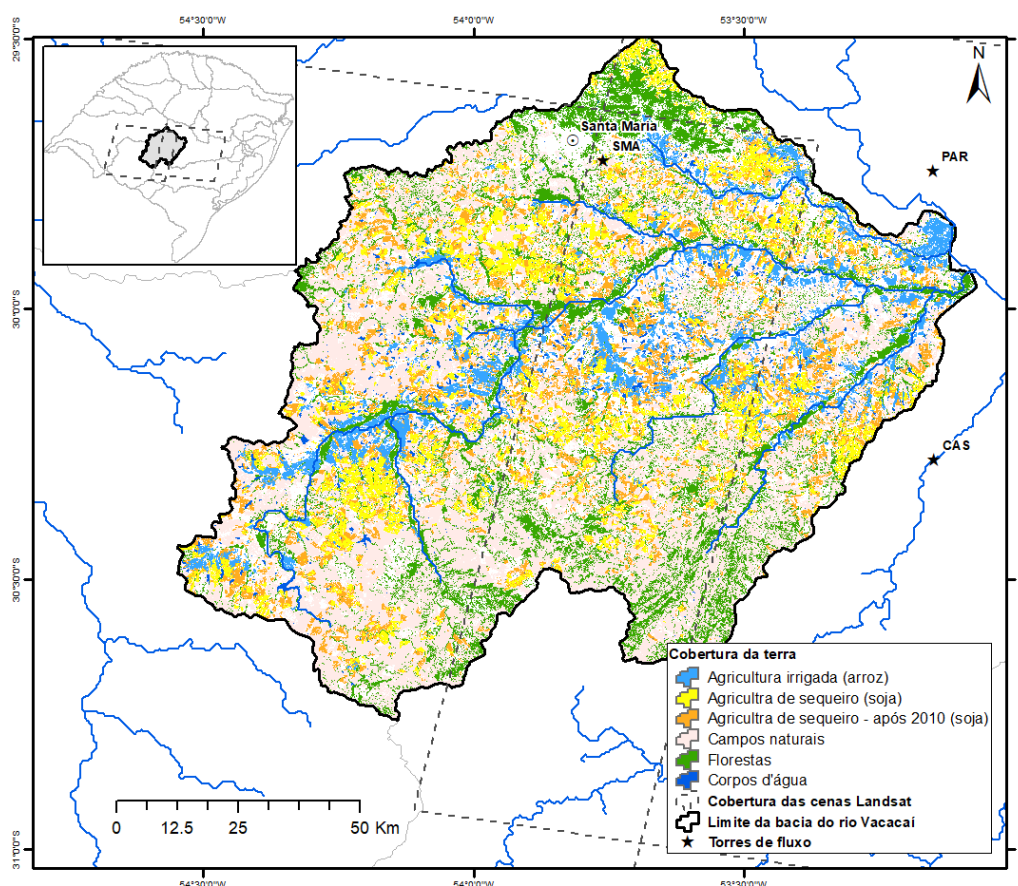 54°30'0"W 54°0'0"W 53°30'0"W
29°30'0"S
N
Santa Maria
SMA
PAR
30°0'0"S
CAS
30°30'0"S
Cobertura da terra
Agricultura irrigada (arroz)
Agricultra de sequeiro (soja)
Agricultra de sequeiro - após 2010 (soja)
Campos naturais
Florestas
Corpos d'água
Cobertura das cenas Landsat
Limite da bacia do rio Vacacaí
Torres de fluxo
0 12.5 25 50 Km
31°0'0"S
54°30'0"W 54°0'0"W 53°30'0"W